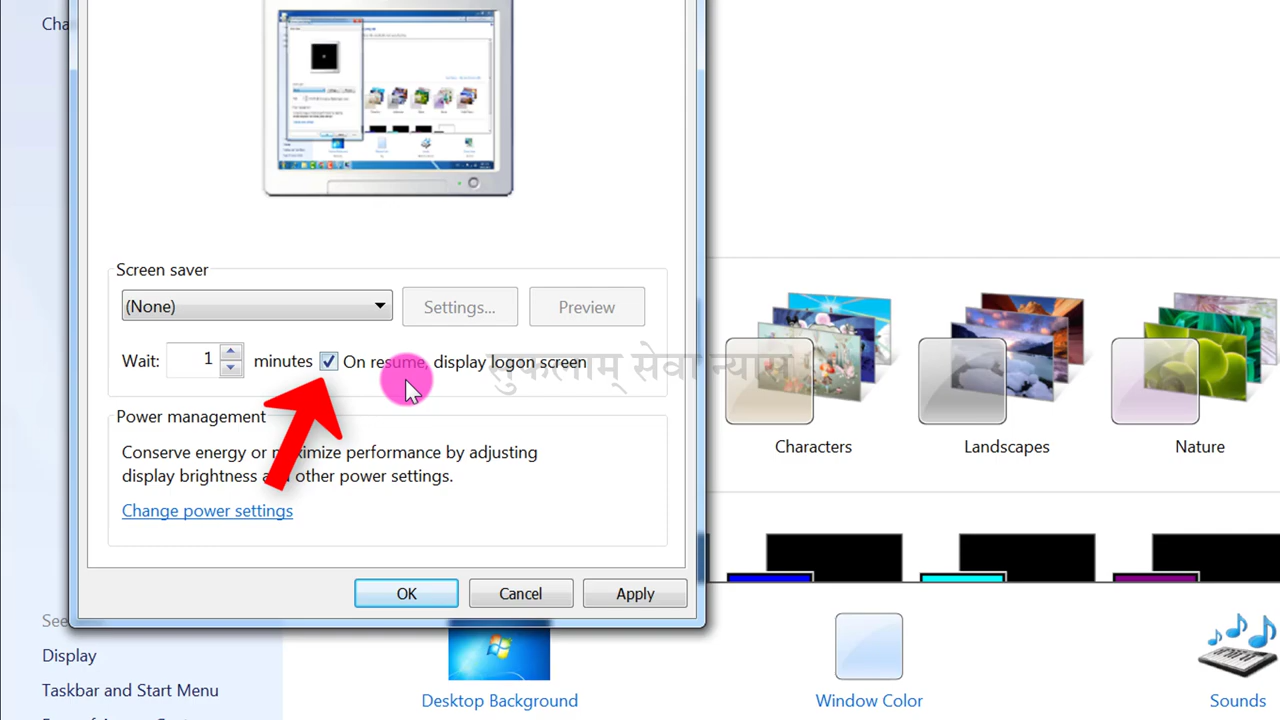 Cha
Screen saver
(None)
Settings...
Preview
Wait: 1 minutes On resume, display logon screen
सुफलाम् सेवा न्यास
Power management
Conserve energy or maximize performance by adjusting
display brightness and other power settings.
Change power settings
OK
Cancel
Apply
Characters
Landscapes
Nature
See
Display
Taskbar and Start Menu
Desktop Background
Window Color
Sounds